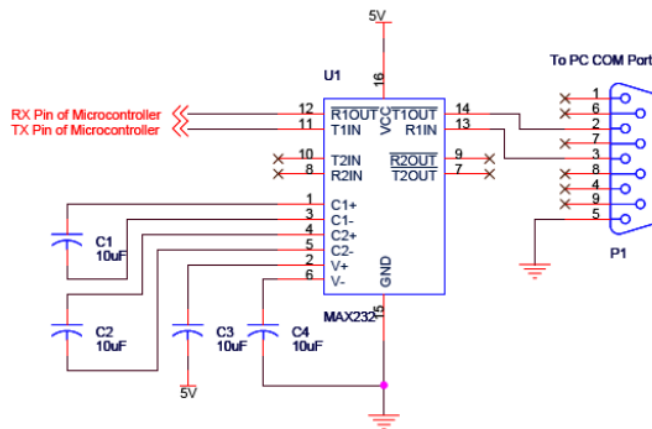 5V
To PC COM Port
U1
16
VCC
RX Pin of Microcontroller
TX Pin of Microcontroller
12 R1OUT T1OUT 14
11 T1IN R1IN 13
10 T2IN R2OUT 9
8 R2IN T2OUT 7
1 C1+
3 C1-
4 C2+
5 C2-
2 V+
6 V-
GND
15
MAX232
1
6
2
7
3
8
4
9
5
P1
C1
10uF
C2
10uF
C3
10uF
C4
10uF
5V